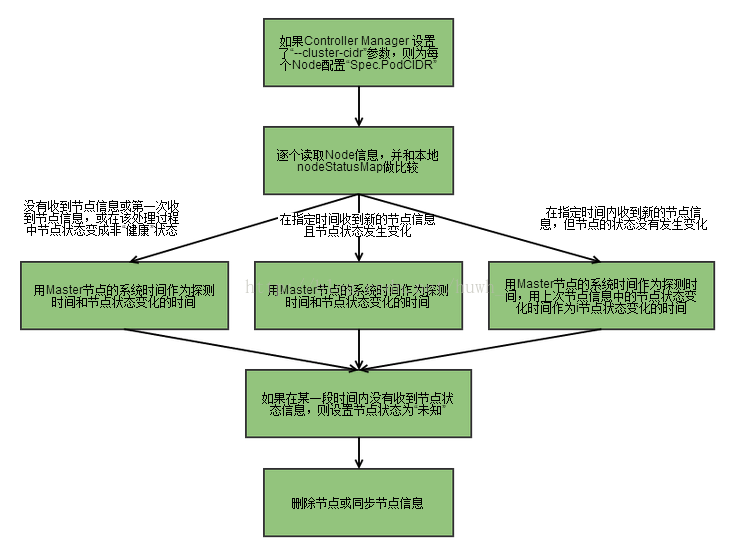 如果Controller Manager 设置
了“--cluster-cidr”参数，则为每
个Node配置“Spec.PodCIDR”
逐个读取Node信息，并和本地
nodeStatusMap做比较
没有收到节点信息或第一次收
到节点信息，或在该处理过程
中节点状态变成非“健康”状态
在指定时间收到新的节点信息
且节点状态发生变化
在指定时间内收到新的节点信
息，但节点的状态没有发生变化
用Master节点的系统时间作为探测
时间和节点状态变化的时间
用Master节点的系统时间作为探测
时间和节点状态变化的时间
用Master节点的系统时间作为探测时
间，用上次节点信息中的节点状态变
化时间作为i节点状态变化的时间
如果在某一段时间内没有收到节点状
态信息，则设置节点状态为“未知”
删除节点或同步节点信息